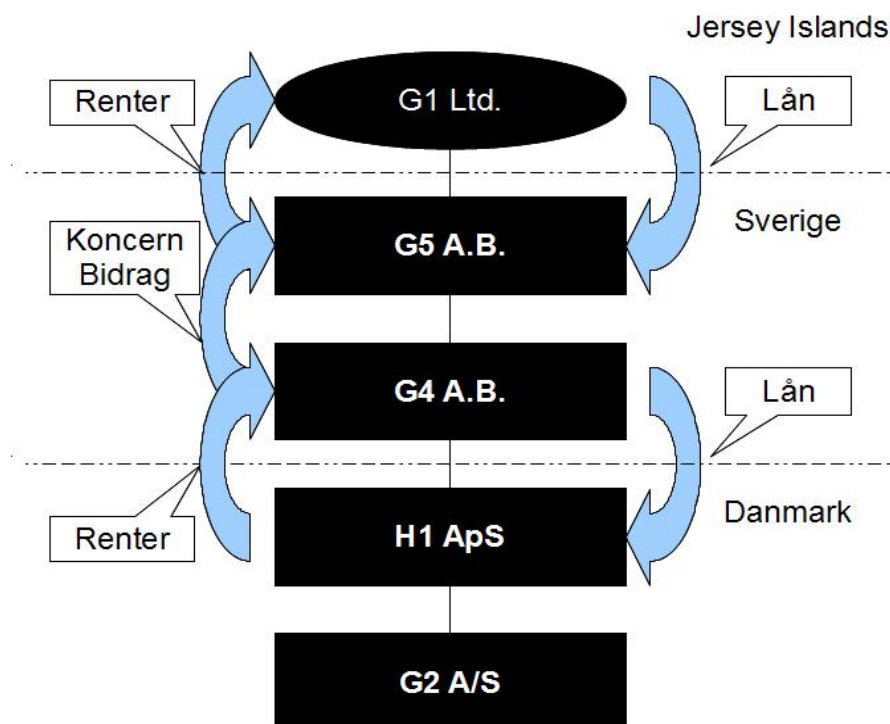 Jersey Islands
Renter
G1 Ltd.
Lån
Sverige
Koncern
Bidrag
G5 A.B.
G4 A.B.
Lån
Danmark
Renter
H1 ApS
G2 A/S